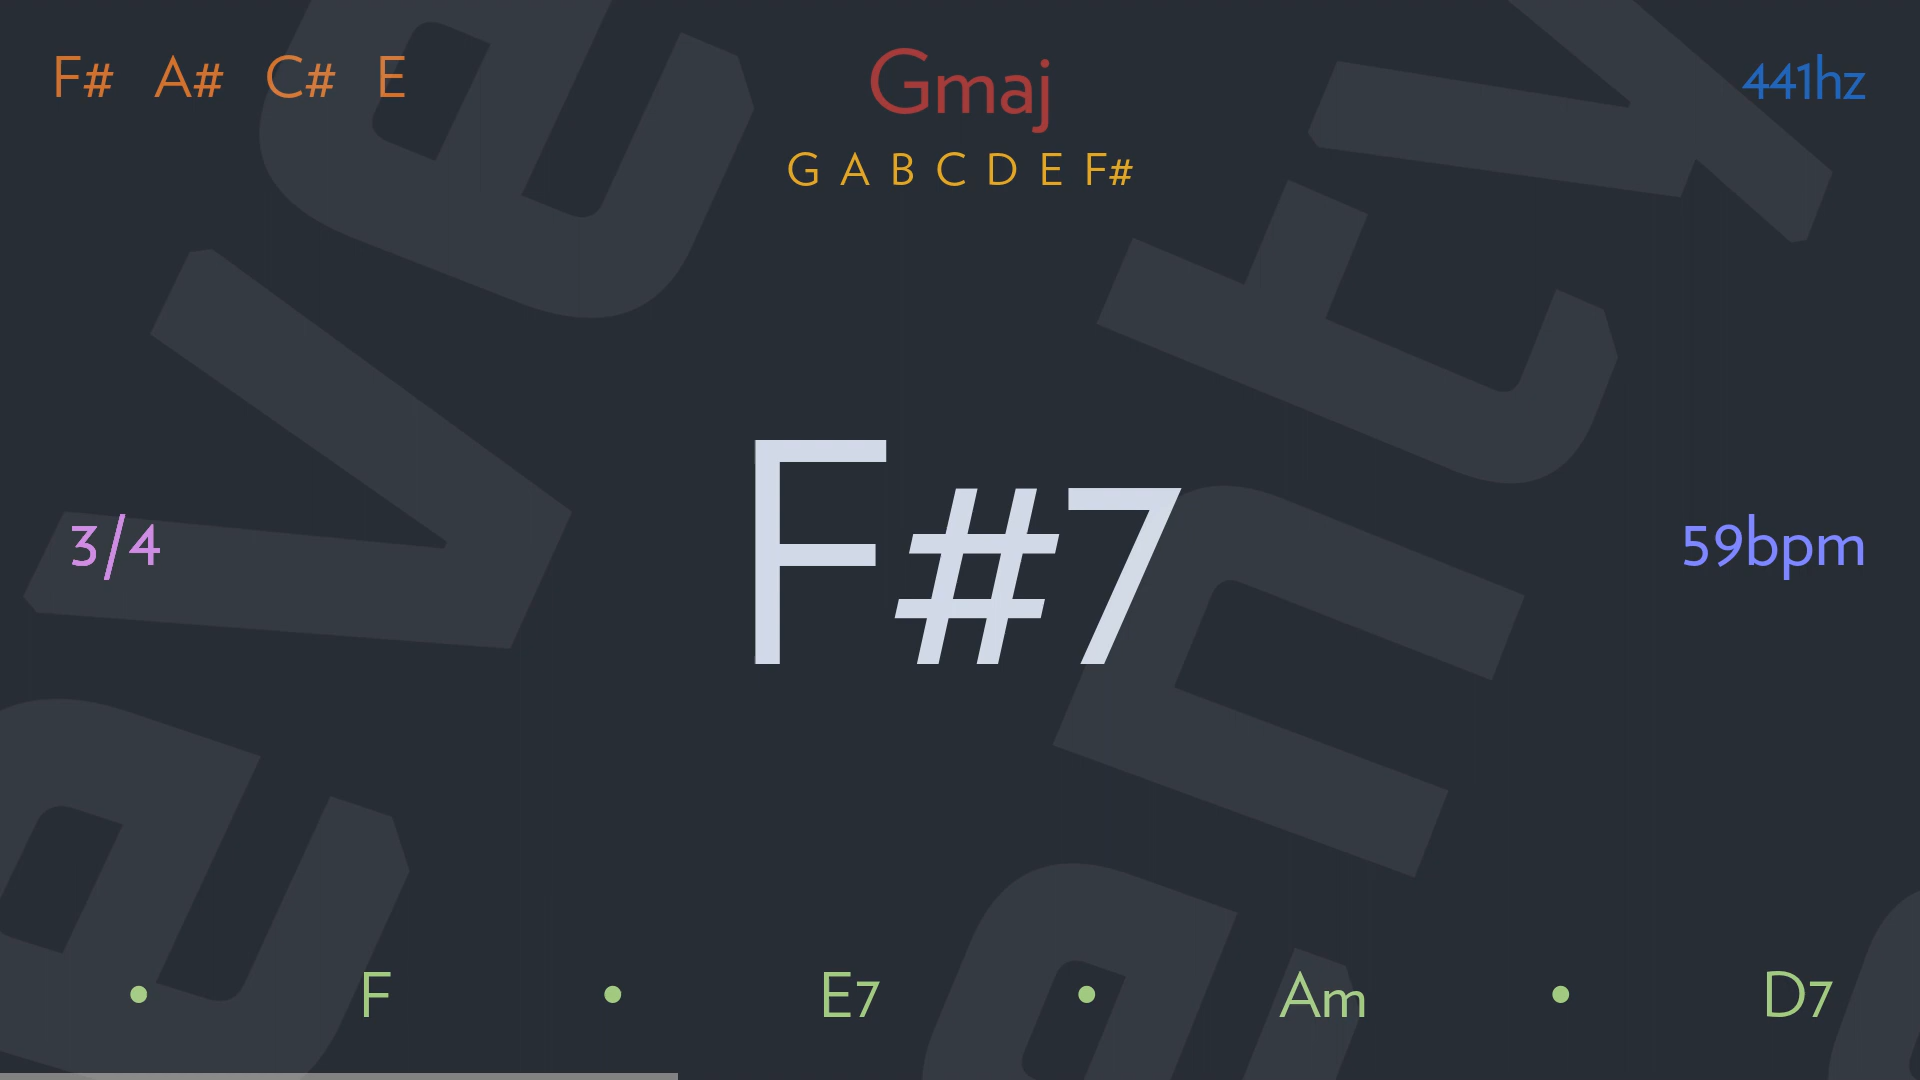 F# A# C# E
Gmaj
441hz
G A B C D E F#
3/4
F#7
59bpm
• F • E7 • Am • D7